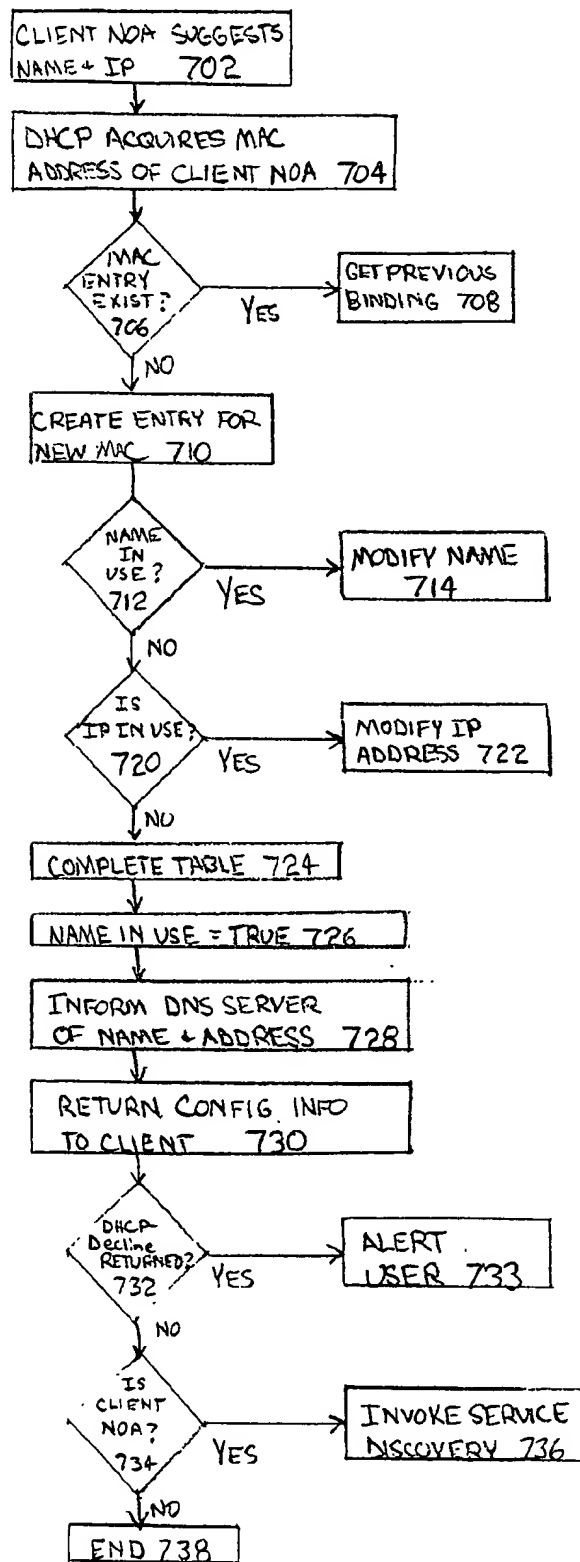 CLIENT NOA SUGGESTS
NAME + IP 702
DHCP ACQUIRES MAC
ADDRESS OF CLIENT NOA 704
MAC
ENTRY
EXIST?
706
YES
GET PREVIOUS
BINDING 708
NO
CREATE ENTRY FOR
NEW MAC 710
NAME
IN
USE?
712
YES
MODIFY NAME
714
NO
IS
IP IN USE?
720
YES
MODIFY IP
ADDRESS 722
NO
COMPLETE TABLE 724
NAME IN USE = TRUE 726
INFORM DNS SERVER
OF NAME + ADDRESS 728
RETURN CONFIG. INFO
TO CLIENT 730
DHCP
Decline
RETURNED?
732
YES
ALERT
USER 733
NO
IS
CLIENT
NOA?
734
YES
INVOKE SERVICE
DISCOVERY 736
NO
END 738